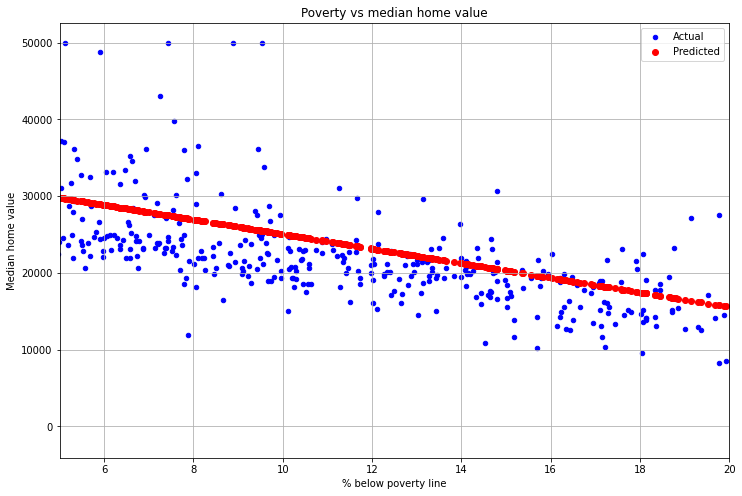 Poverty vs median home value
Actual
Predicted
50000
40000
30000
20000
10000
0
Median home value
6 8 10 12 14 16 18 20
% below poverty line